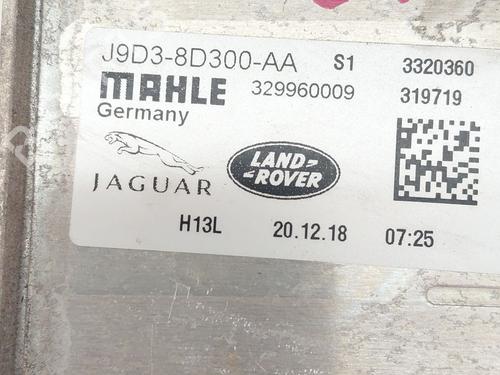 J9D3-8D300-AA S1 3320360
MAHLE 329960009 319719
Germany
JAGUAR LAND-ROVER
H13L 20.12.18 07:25